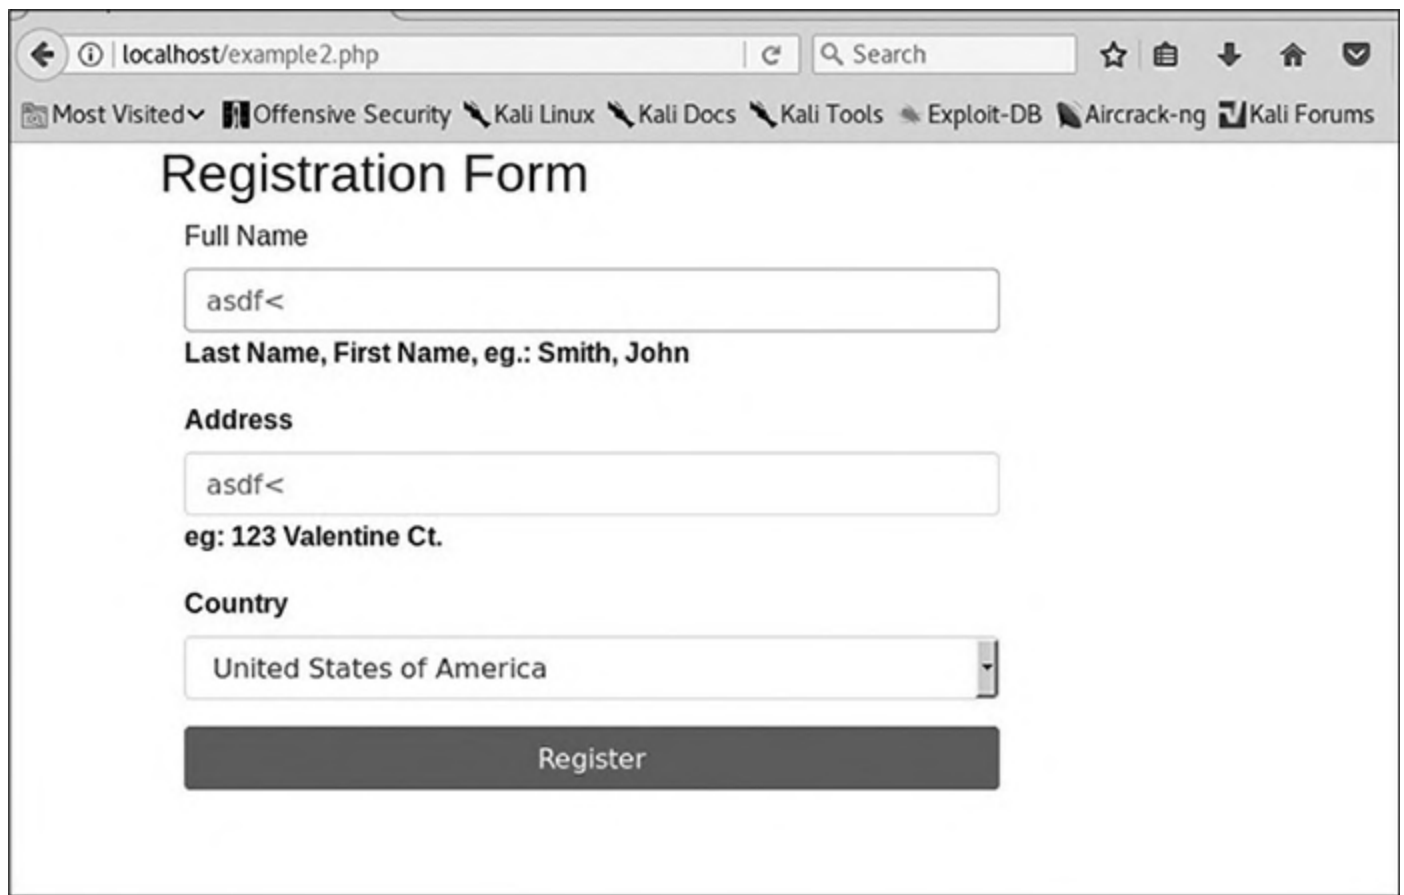 localhost/example2.php Search
Most Visited Offensive Security Kali Linux Kali Docs Kali Tools Exploit-DB Aircrack-ng Kali Forums
Registration Form
Full Name
asdf<
Last Name, First Name, eg.: Smith, John
Address
asdf<
eg: 123 Valentine Ct.
Country
United States of America
Register